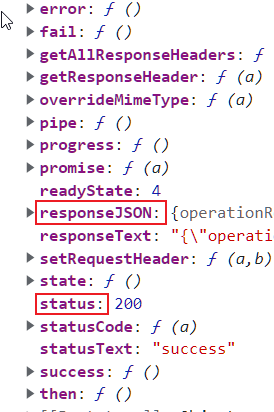 error: ƒ ()
fail: ƒ ()
getAllResponseHeaders: ƒ
getResponseHeader: ƒ (a)
overrideMimeType: ƒ (a)
pipe: ƒ ()
progress: ƒ ()
promise: ƒ (a)
readyState: 4
responseJSON: {operationR
responseText: "{\"operati
setRequestHeader: ƒ (a,b)
state: ƒ ()
status: 200
statusCode: ƒ (a)
statusText: "success"
success: ƒ ()
then: ƒ ()